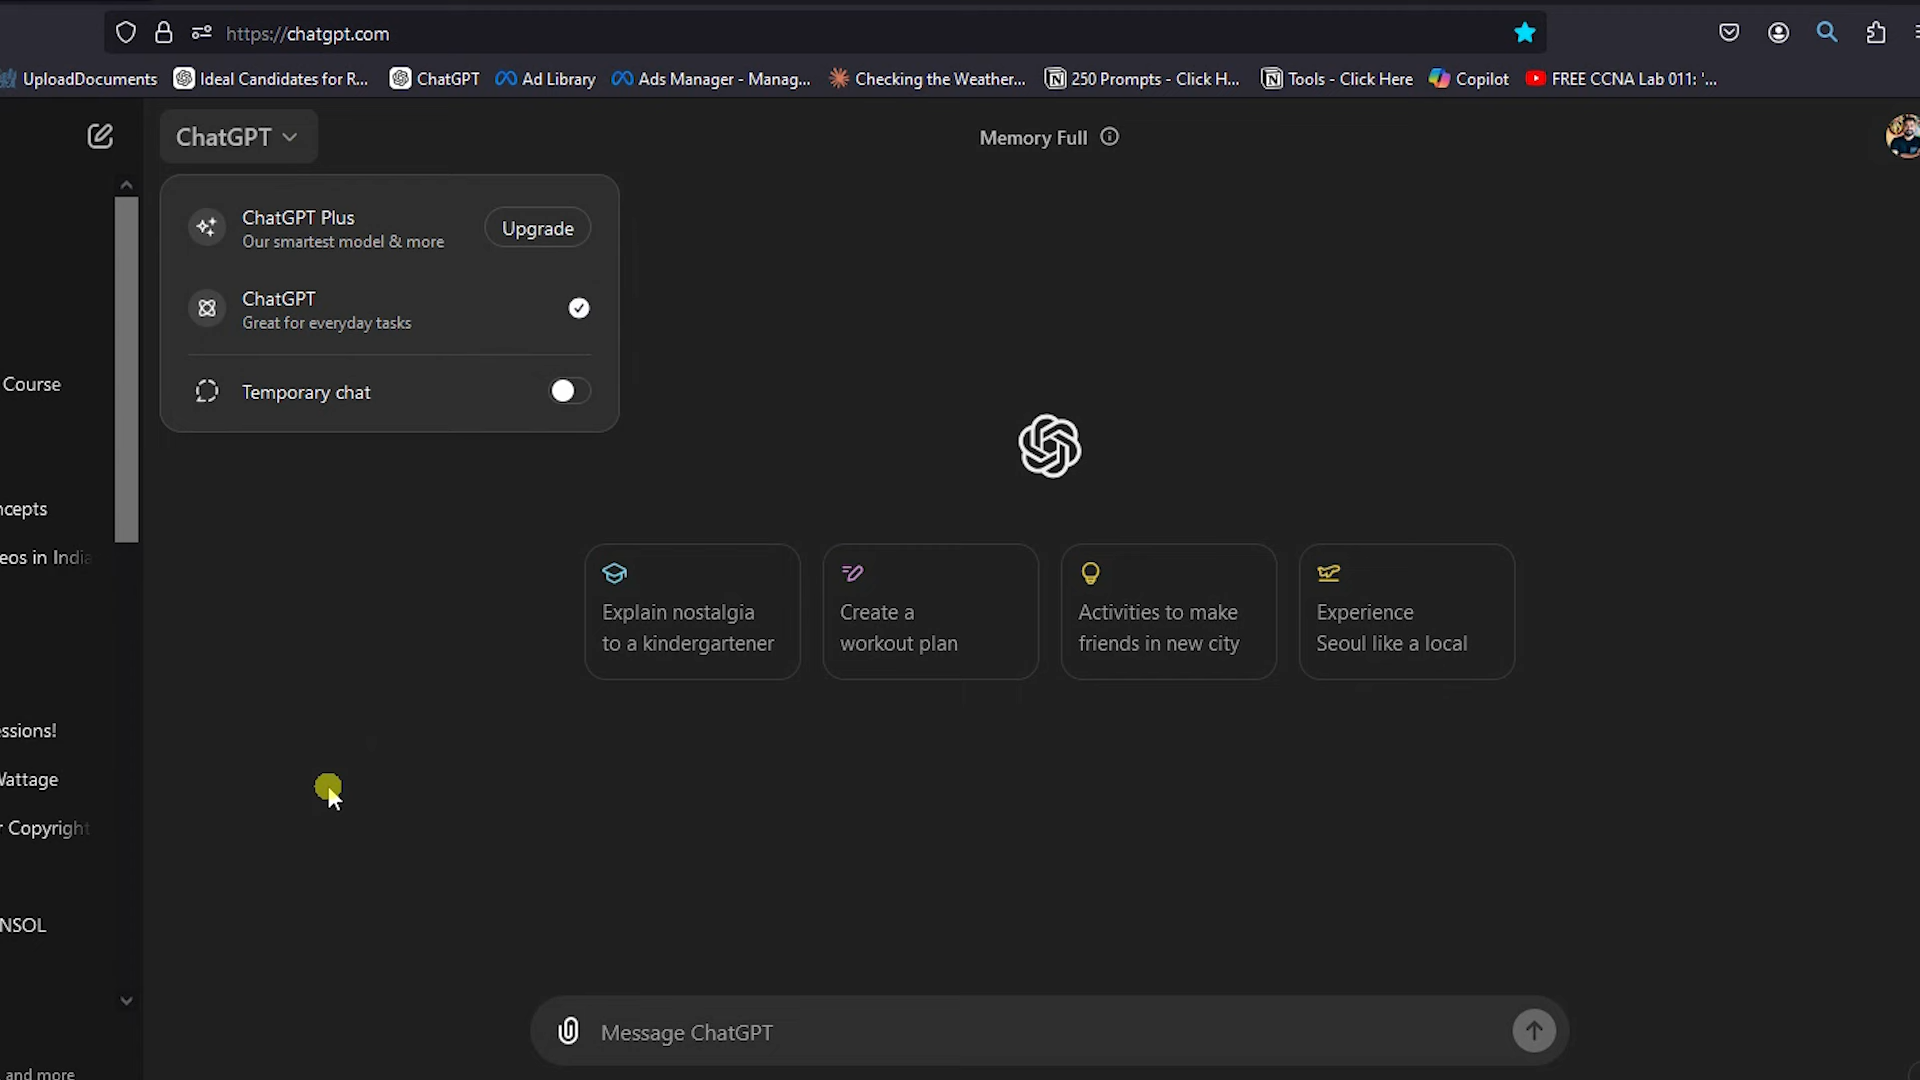 https://chatgpt.com
UploadDocuments
Ideal Candidates for R...
ChatGPT
Ad Library
Ads Manager - Manag...
Checking the Weather...
250 Prompts - Click H...
Tools - Click Here
Copilot
FREE CCNA Lab 011: '...
ChatGPT
Memory Full
ChatGPT Plus
Our smartest model & more
Upgrade
ChatGPT
Great for everyday tasks
Temporary chat
Course
ncepts
eos in India
essions!
Wattage
r Copyright
NSOL
and more
Explain nostalgia
to a kindergartener
Create a
workout plan
Activities to make
friends in new city
Experience
Seoul like a local
Message ChatGPT